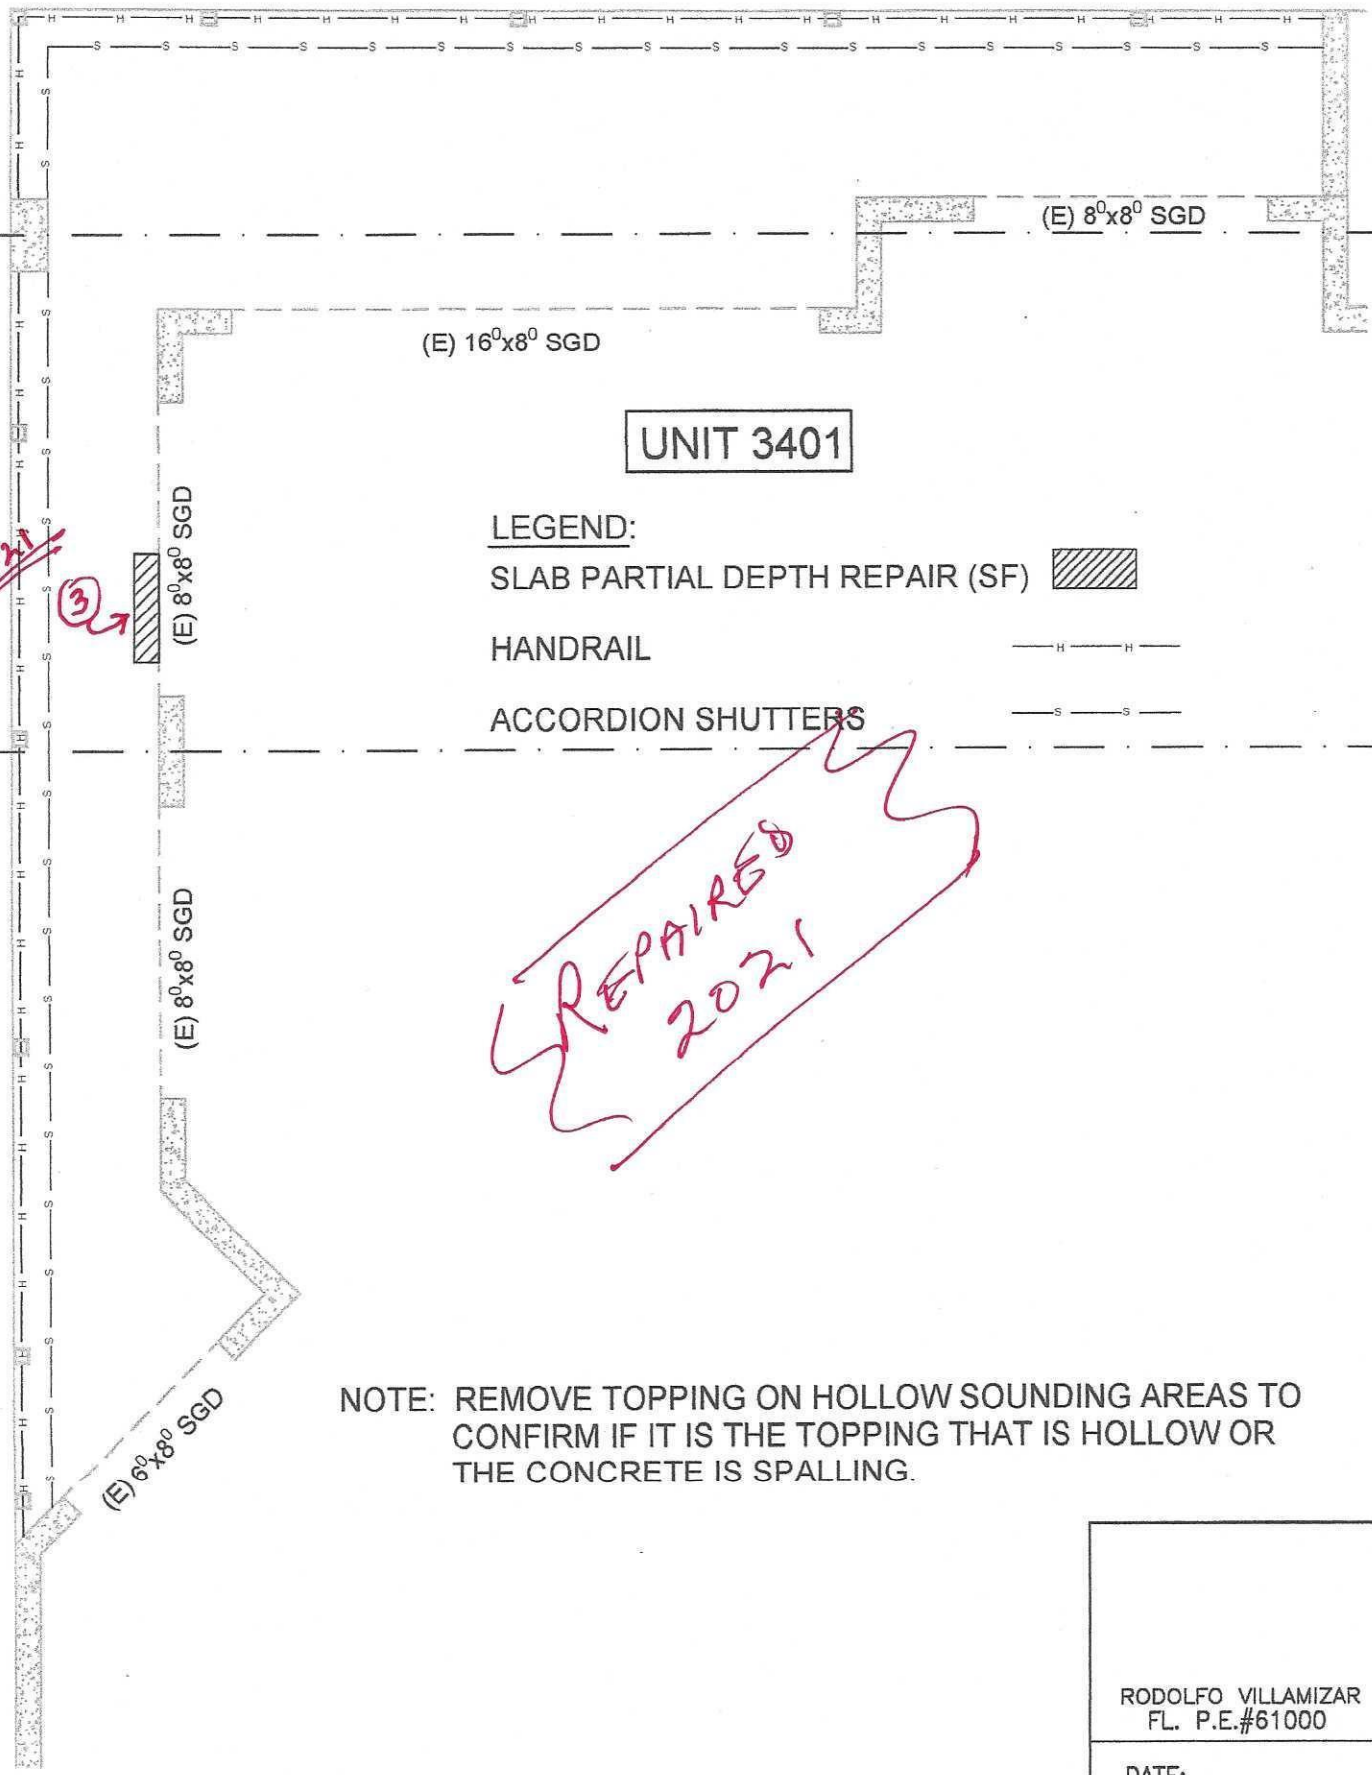 (E) 8⁰x8⁰ SGD
(E) 16⁰x8⁰ SGD
UNIT 3401
(E) 8⁰x8⁰ SGD
21
3
LEGEND:
SLAB PARTIAL DEPTH REPAIR (SF)
HANDRAIL
H H
ACCORDION SHUTTERS
S S
REPAIRED
2021
(E) 8⁰x8⁰ SGD
(E) 6⁰x8⁰ SGD
NOTE: REMOVE TOPPING ON HOLLOW SOUNDING AREAS TO
CONFIRM IF IT IS THE TOPPING THAT IS HOLLOW OR
THE CONCRETE IS SPALLING.
RODOLFO VILLAMIZAR
FL. P.E.#61000
DATE: